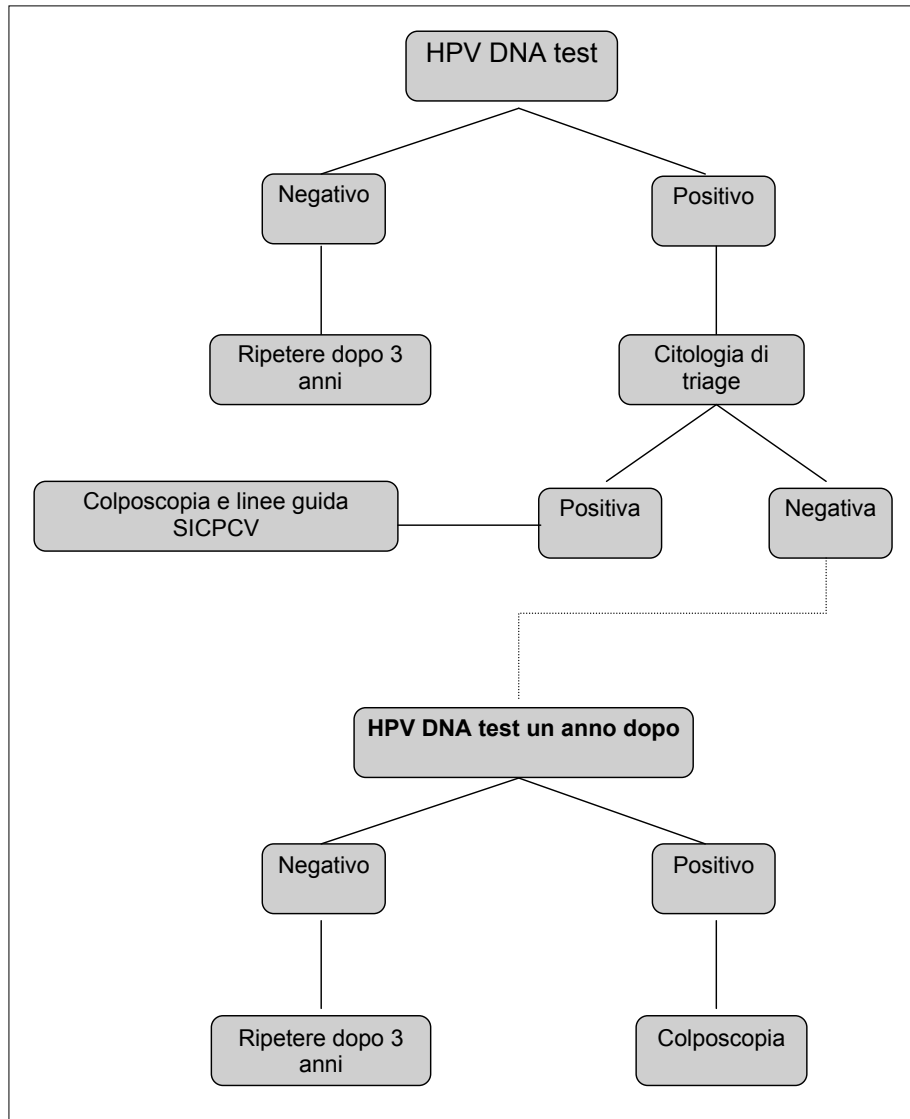 HPV DNA test
Negativo
Positivo
Ripetere dopo 3
anni
Citologia di
triage
Colposcopia e linee guida
SICPCV
Positiva
Negativa
HPV DNA test un anno dopo
Negativo
Positivo
Ripetere dopo 3
anni
Colposcopia